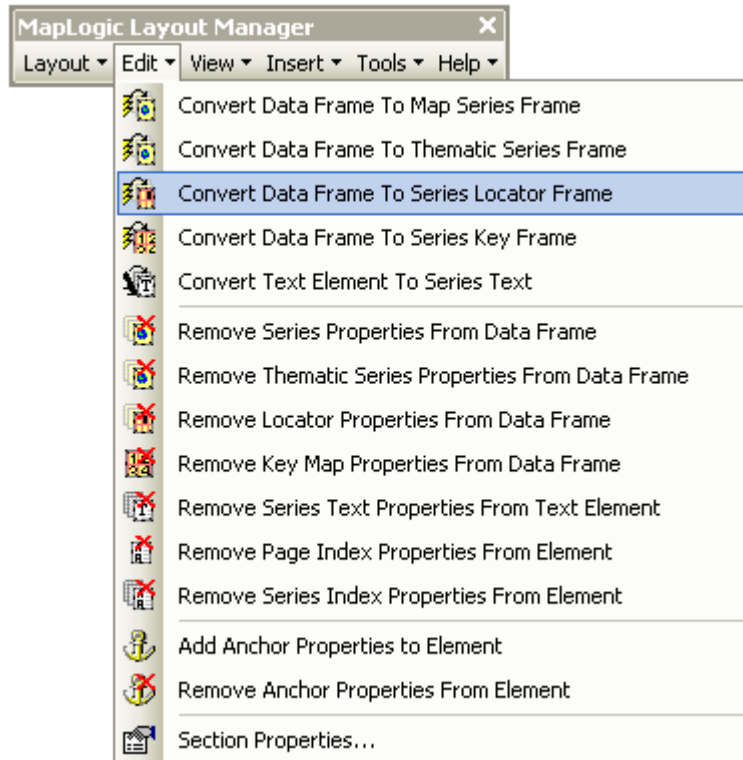 MapLogic Layout Manager
Layout Edit View Insert Tools Help
Convert Data Frame To Map Series Frame
Convert Data Frame To Thematic Series Frame
Convert Data Frame To Series Locator Frame
Convert Data Frame To Series Key Frame
Convert Text Element To Series Text
Remove Series Properties From Data Frame
Remove Thematic Series Properties From Data Frame
Remove Locator Properties From Data Frame
Remove Key Map Properties From Data Frame
Remove Series Text Properties From Text Element
Remove Page Index Properties From Element
Remove Series Index Properties From Element
Add Anchor Properties to Element
Remove Anchor Properties From Element
Section Properties...